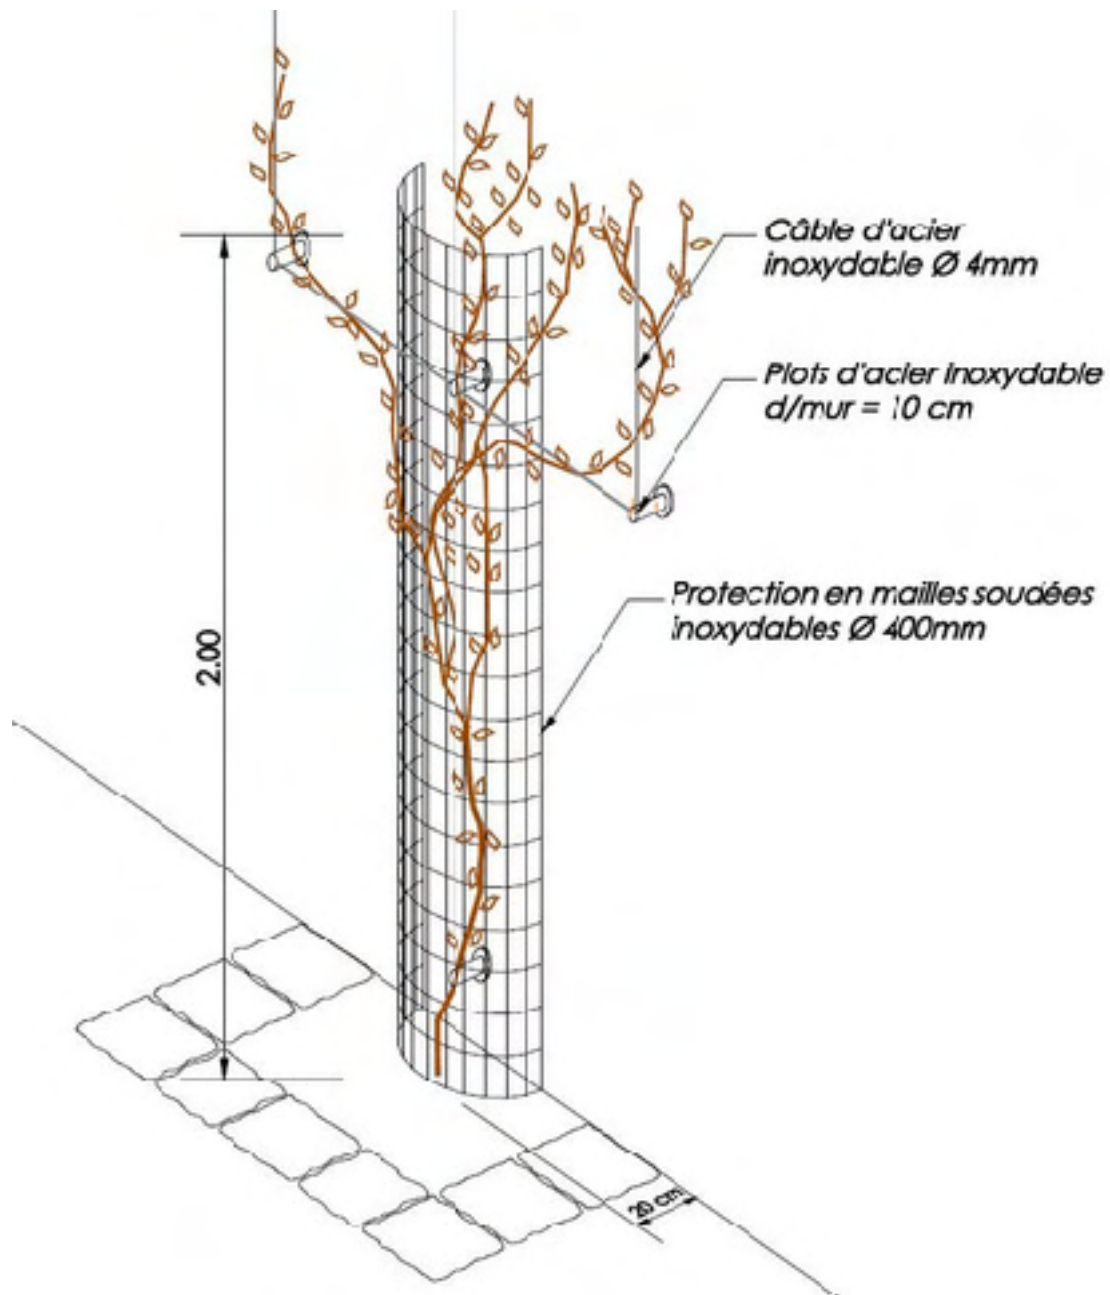 Câble d'acier
inoxydable Ø 4mm
Plots d'acier inoxydable
d/mur = 10 cm
Protection en mailles soudées
inoxydables Ø 400mm
2.00
20 cm